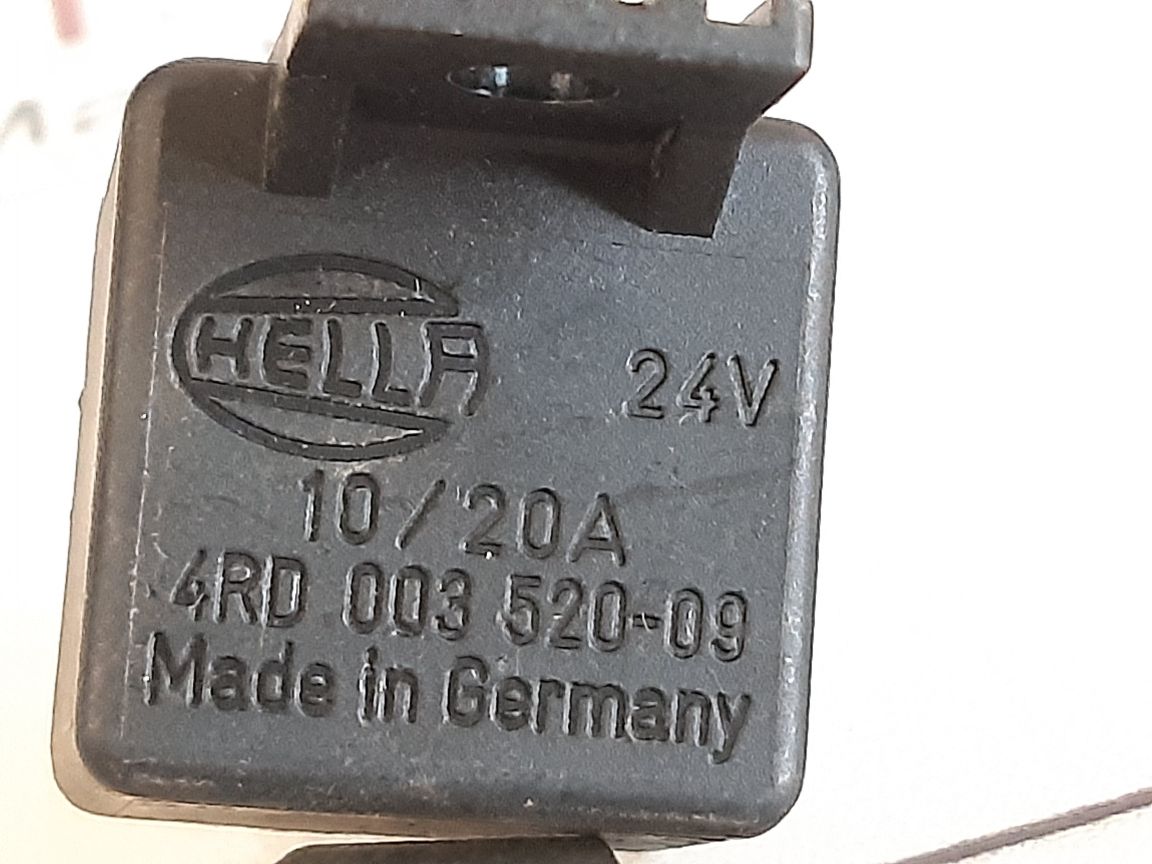 HELLA
24V
10/20A
4RD 003 520-09
Made in Germany